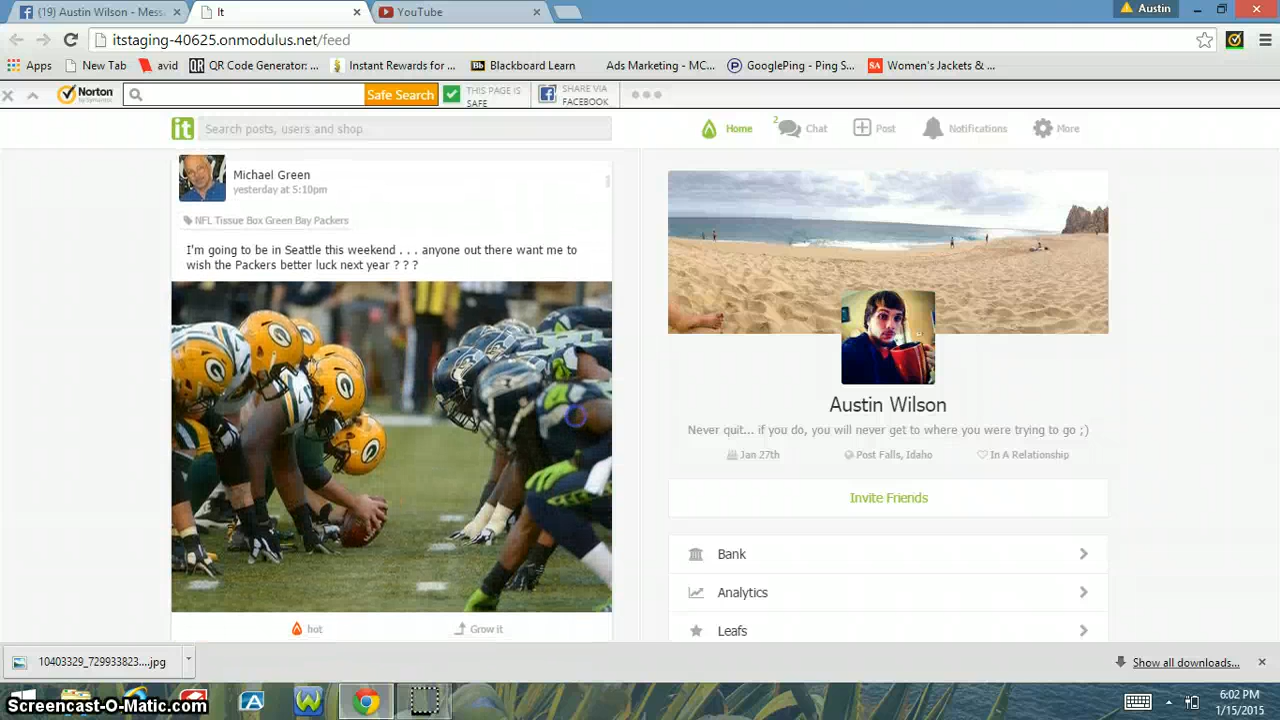 (19) Austin Wilson - Mess
It
YouTube
Austin
itstaging-40625.onmodulus.net/feed
Apps
New Tab
avid
QR Code Generator: ...
Instant Rewards for ...
Bb
Blackboard Learn
Ads Marketing - MC...
GooglePing - Ping S...
SA
Women's Jackets & ...
Norton
by Symantec
Safe Search
THIS PAGE IS
SAFE
SHARE VIA
FACEBOOK
it
Search posts, users and shop
Home
2
Chat
Post
Notifications
More
Michael Green
yesterday at 5:10pm
NFL Tissue Box Green Bay Packers
I'm going to be in Seattle this weekend . . . anyone out there want me to
wish the Packers better luck next year ? ? ?
hot
Grow it
Austin Wilson
Never quit... if you do, you will never get to where you were trying to go ;)
Jan 27th
Post Falls, Idaho
In A Relationship
Invite Friends
Bank
Analytics
Leafs
10403329_729933823....jpg
Show all downloads...
Screencast-O-Matic.com
6:02 PM
1/15/2015